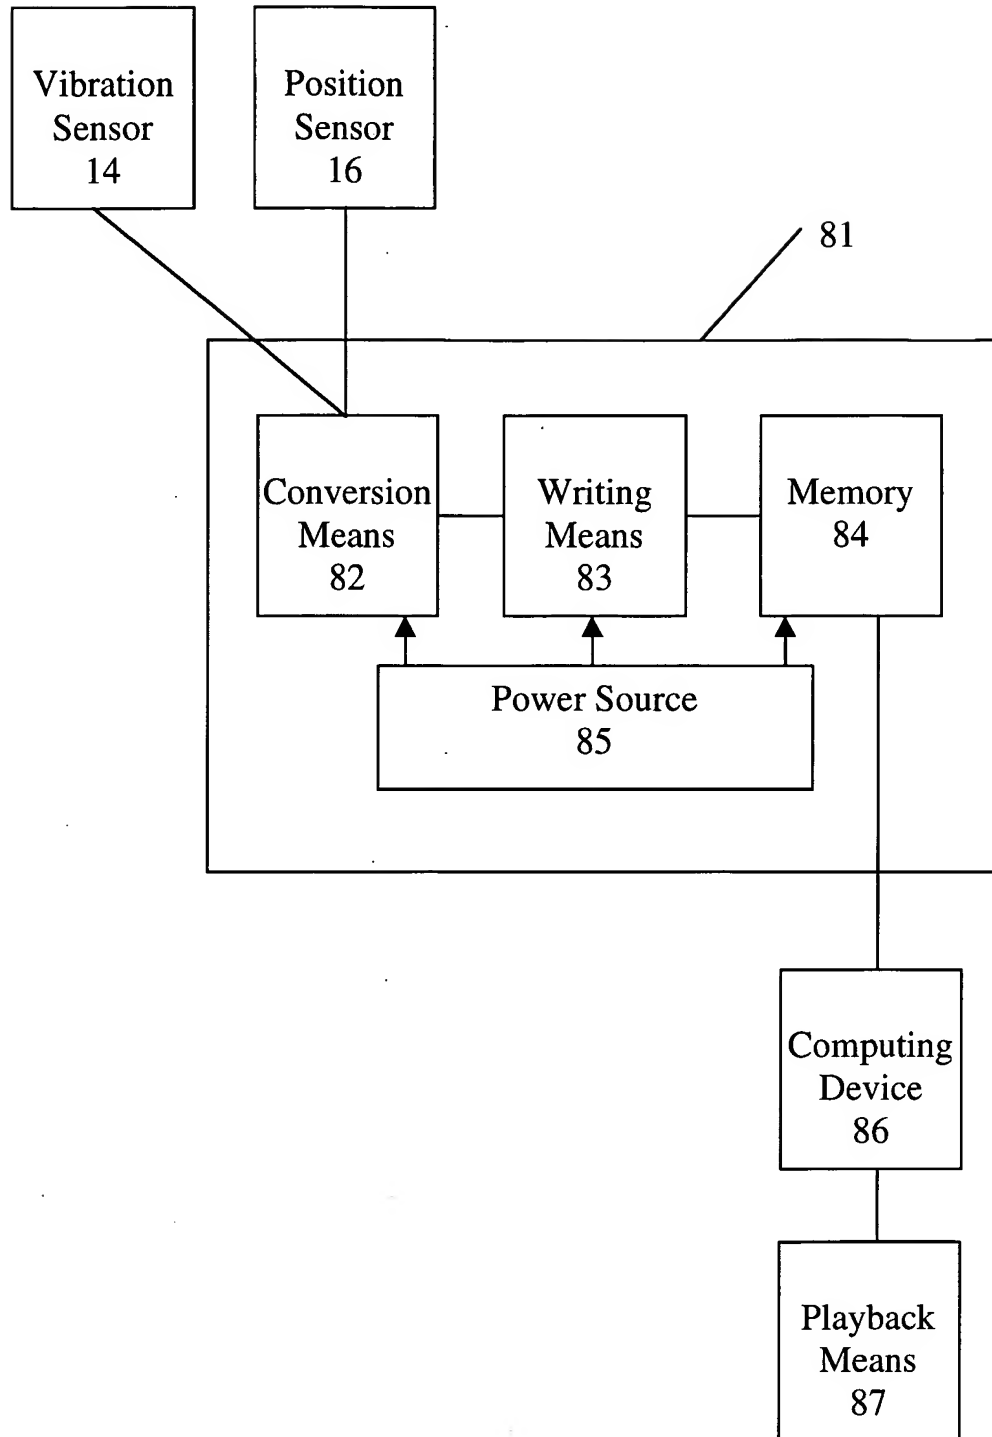 Vibration
Sensor
14
Position
Sensor
16
81
Conversion
Means
82
Writing
Means
83
Memory
84
Power Source
85
Computing
Device
86
Playback
Means
87